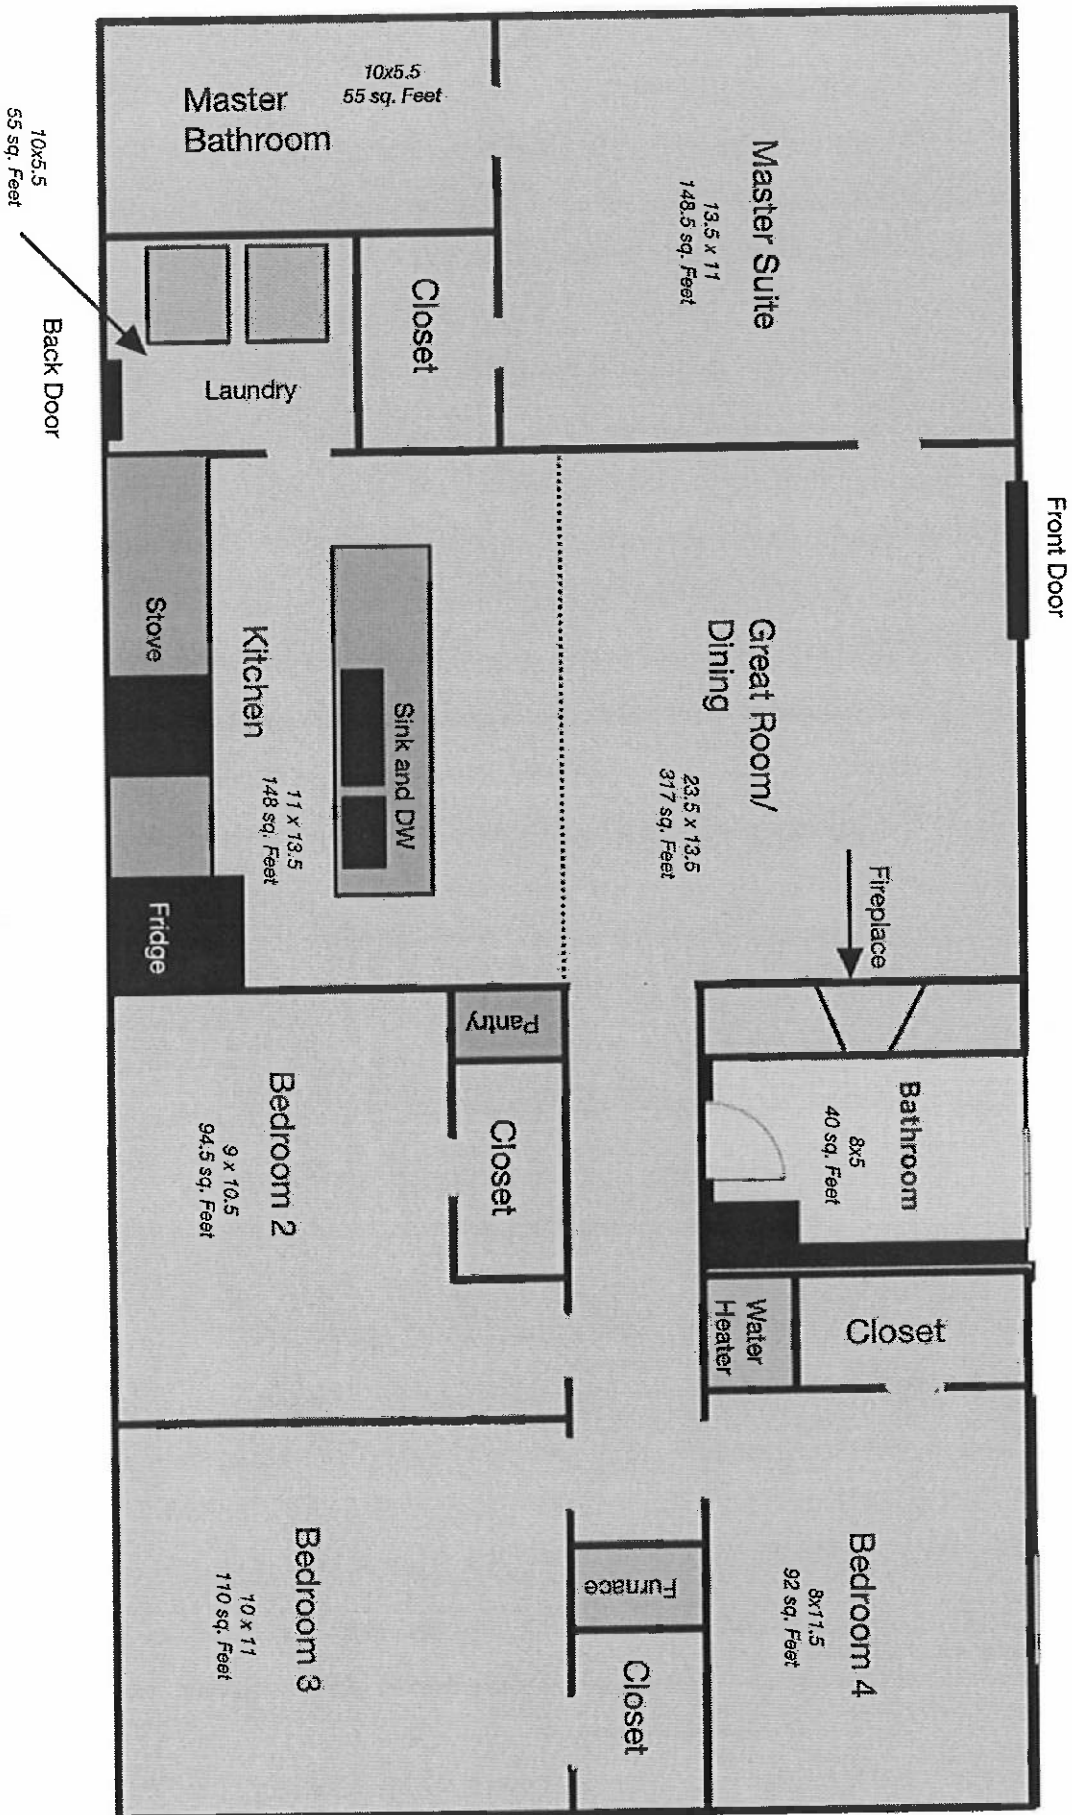 Master
Bathroom
10x5.5
55 sq. Feet
Master Suite
13.5 x 11
148.5 sq. Feet
10x5.5
55 sq. Feet
Back Door
Laundry
Closet
Front Door
Great Room/
Dining
23.5 x 13.5
317 sq. Feet
Fireplace
Stove
Kitchen
11 x 13.5
148 sq. Feet
Sink and DW
Fridge
Pantry
Closet
Bedroom 2
9 x 10.5
94.5 sq. Feet
Bathroom
8x5
40 sq. Feet
Water
Heater
Closet
Bedroom 3
10 x 11
110 sq. Feet
Furnace
Closet
Bedroom 4
8x11.5
92 sq. Feet